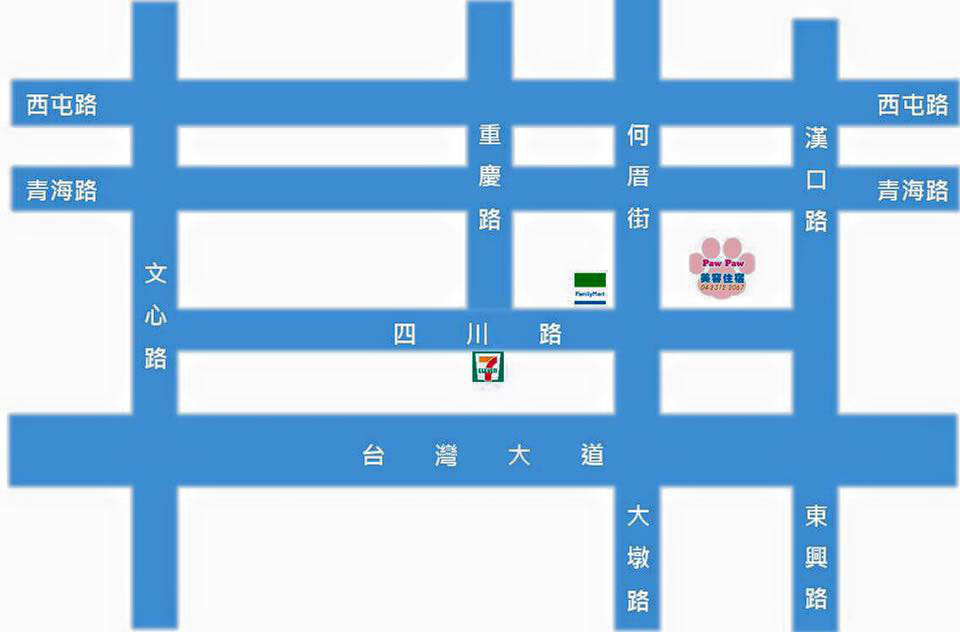 西屯路
西屯路
重慶路
何厝街
漢口路
青海路
青海路
文心路
Paw Paw
美容住宿
04 2372 2067
FamilyMart
四川路
7
ELEVEN
台灣大道
大墩路
東興路